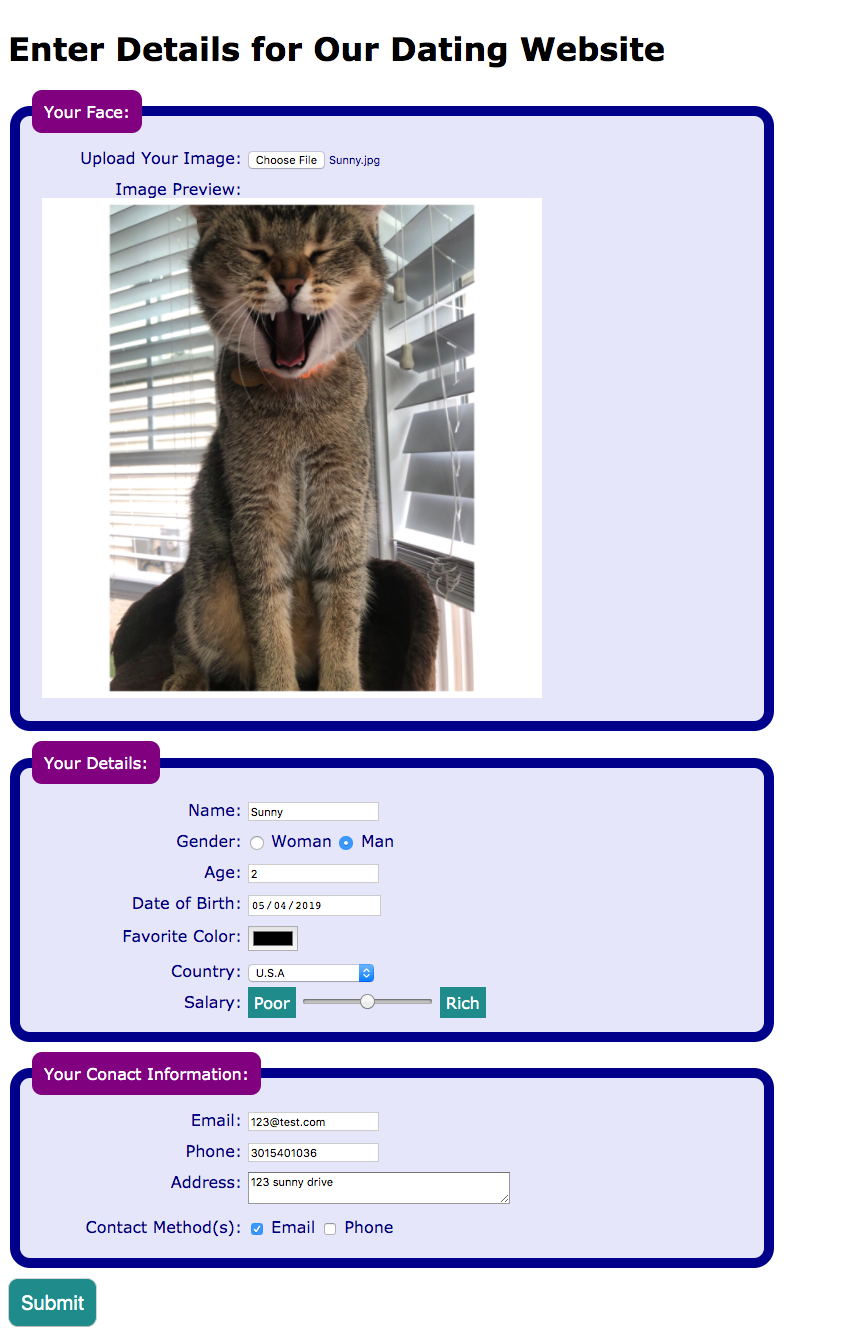 Enter Details for Our Dating Website
Your Face:
Upload Your Image: Choose File Sunny.jpg
Image Preview:
Your Details:
Name: Sunny
Gender: Woman Man
Age: 2
Date of Birth: 05/04/2019
Favorite Color:
Country: U.S.A
Salary: Poor Rich
Your Conact Information:
Email: 123@test.com
Phone: 3015401036
Address: 123 sunny drive
Contact Method(s): Email Phone
Submit